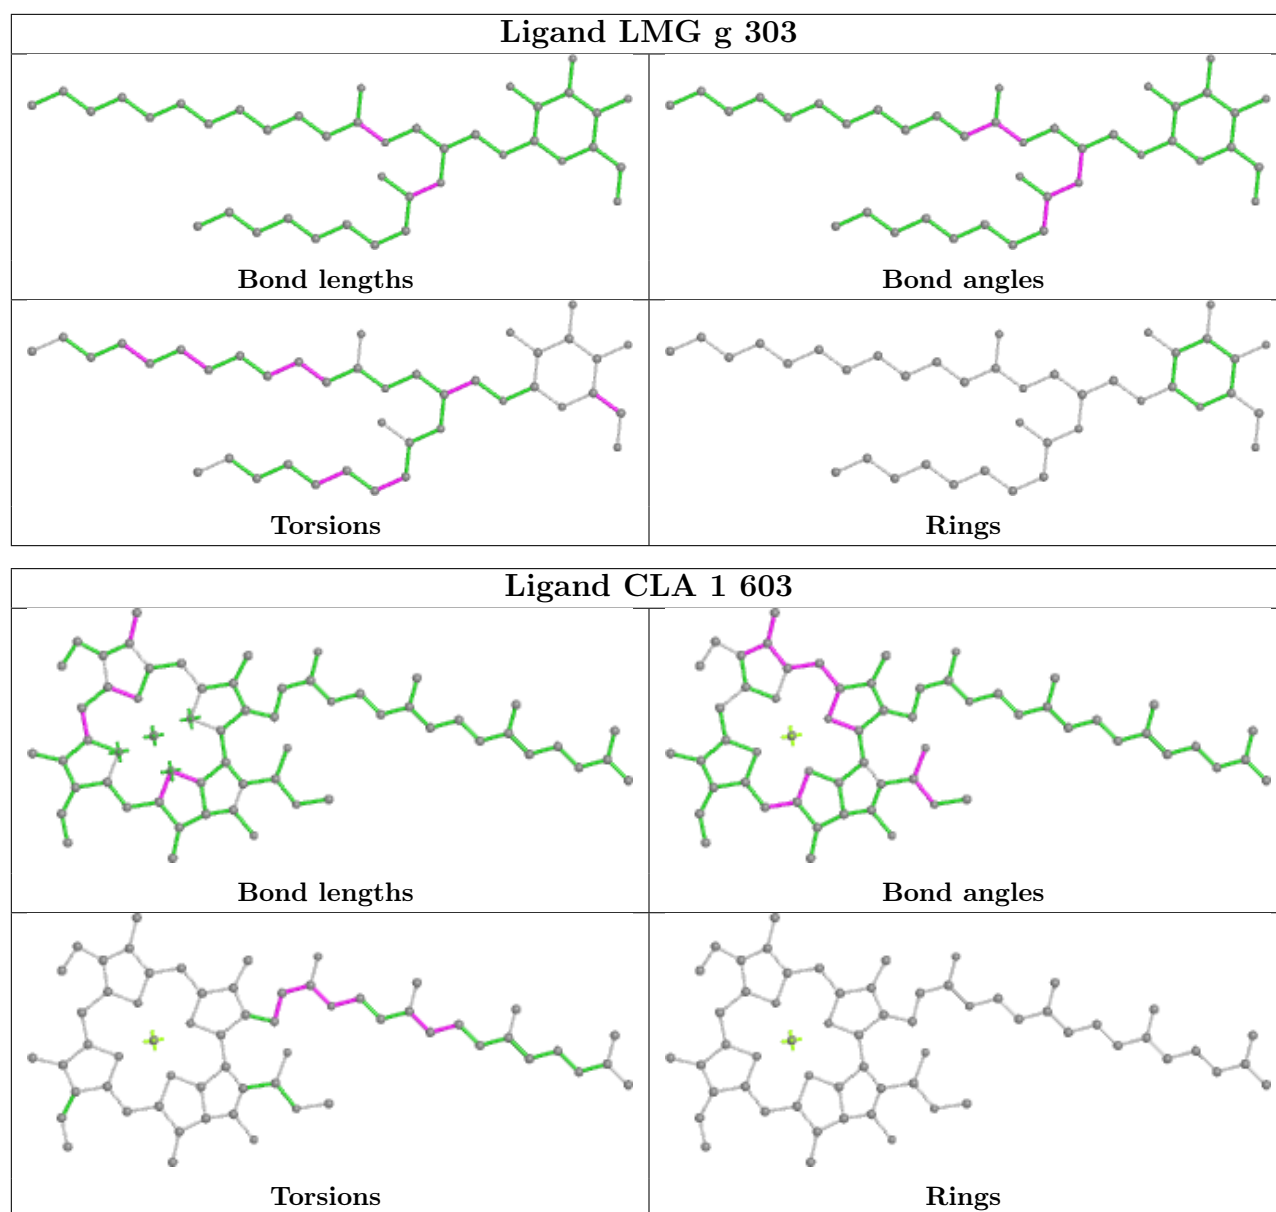 Ligand LMG g 303
Bond lengths
Bond angles
Torsions
Rings
Ligand CLA 1 603
Bond lengths
Bond angles
Torsions
Rings